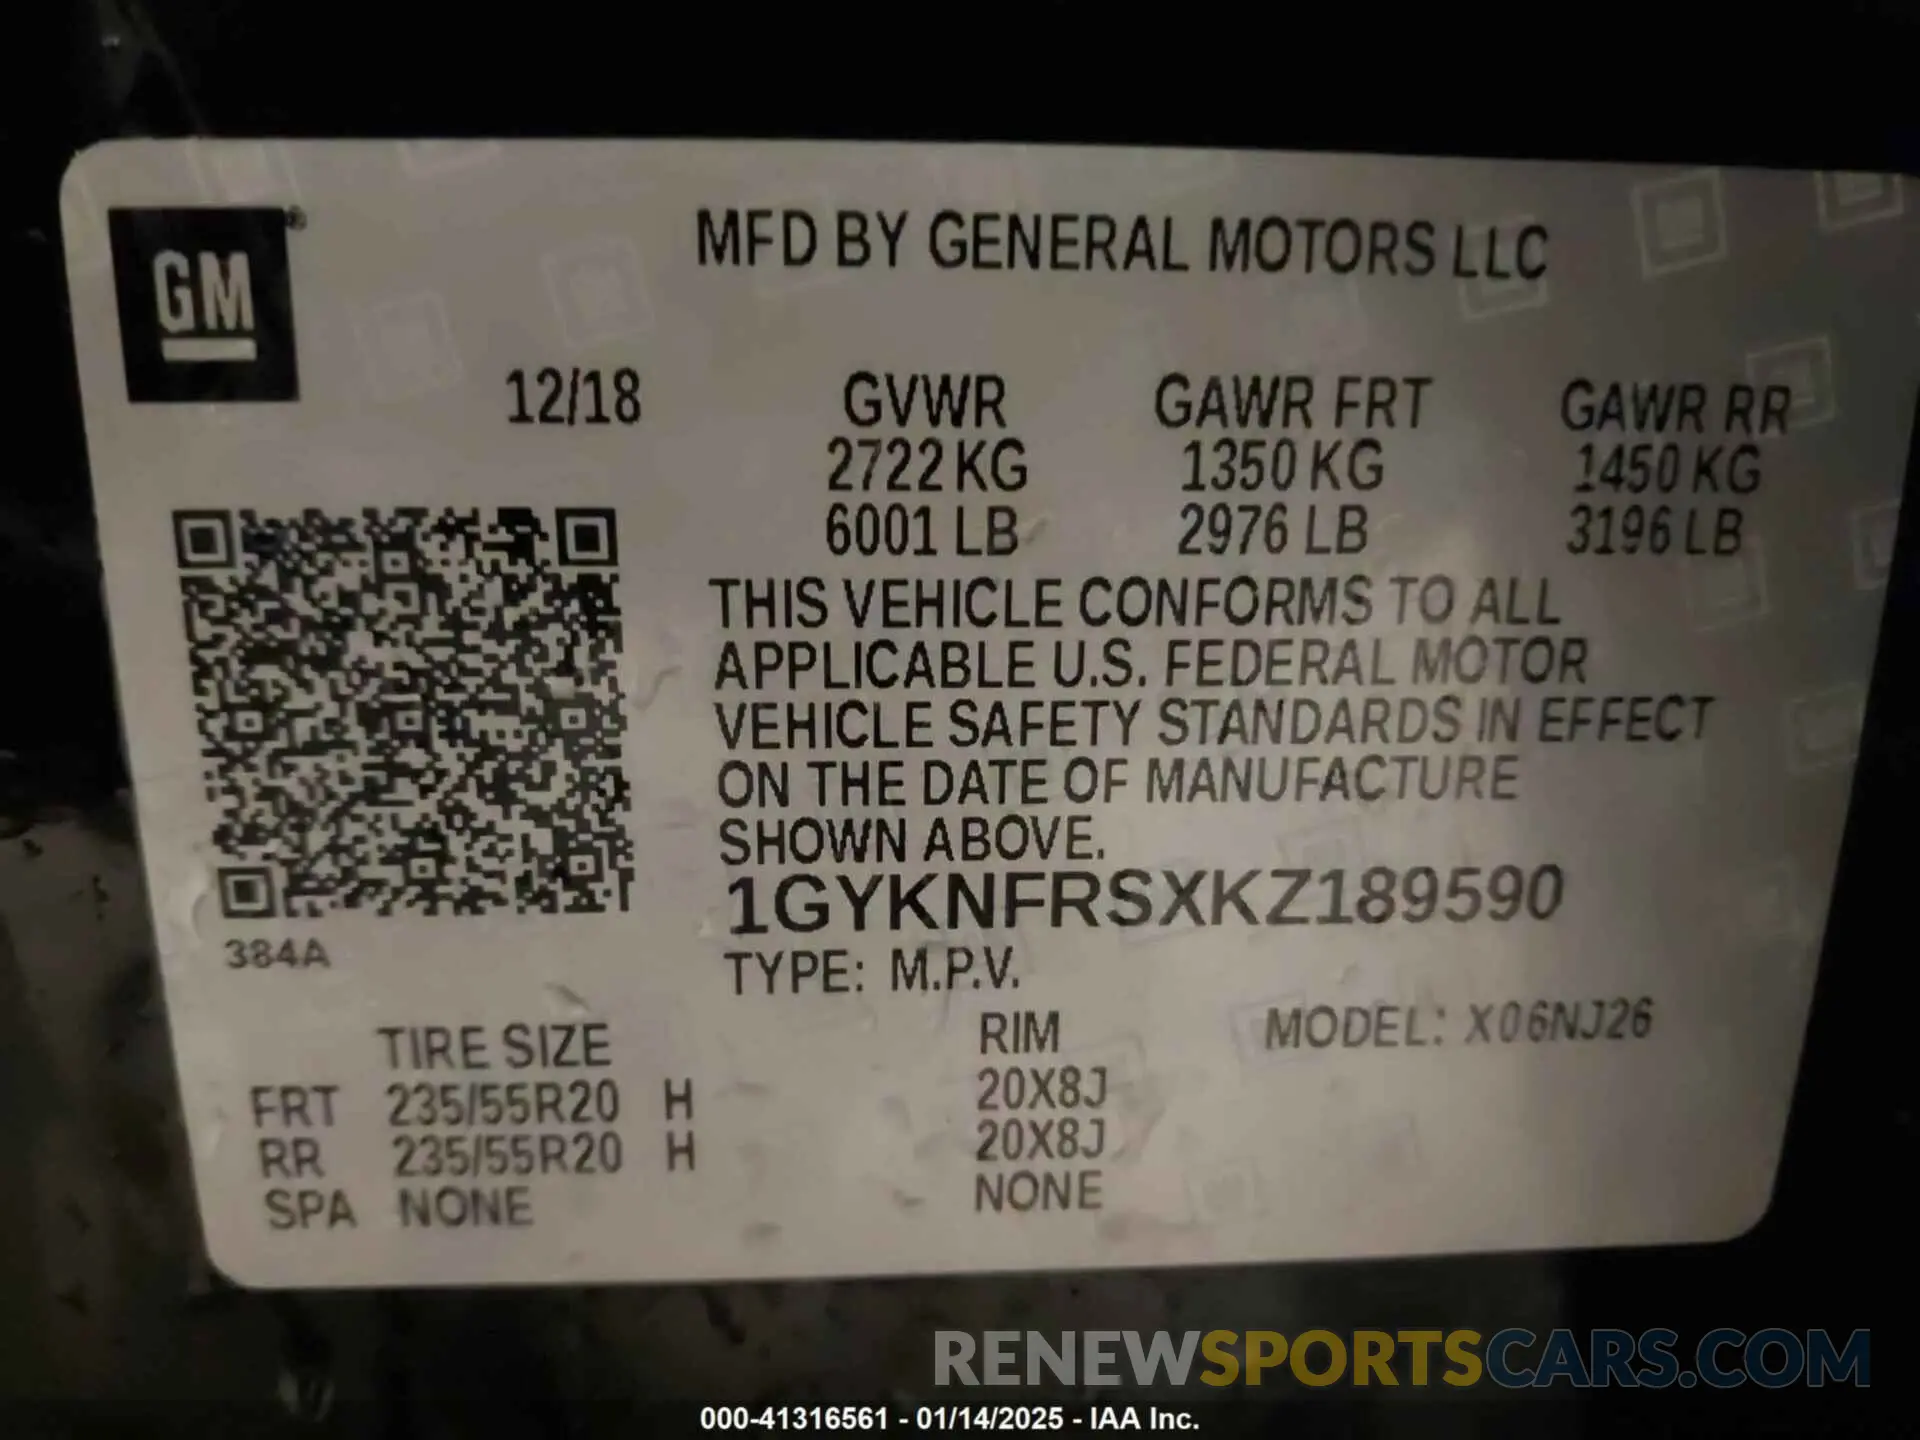 GM ®
MFD BY GENERAL MOTORS LLC
12/18 GVWR GAWR FRT GAWR RR
2722 KG 1350 KG 1450 KG
6001 LB 2976 LB 3196 LB
THIS VEHICLE CONFORMS TO ALL
APPLICABLE U.S. FEDERAL MOTOR
VEHICLE SAFETY STANDARDS IN EFFECT
ON THE DATE OF MANUFACTURE
SHOWN ABOVE.
1GYKNFRSXKZ189590
384A
TYPE: M.P.V.
TIRE SIZE RIM MODEL: X06NJ26
FRT 235/55R20 H 20X8J
RR 235/55R20 H 20X8J
SPA NONE NONE
RENEWSPORTSCARS.COM
000-41316561 - 01/14/2025 - IAA Inc.